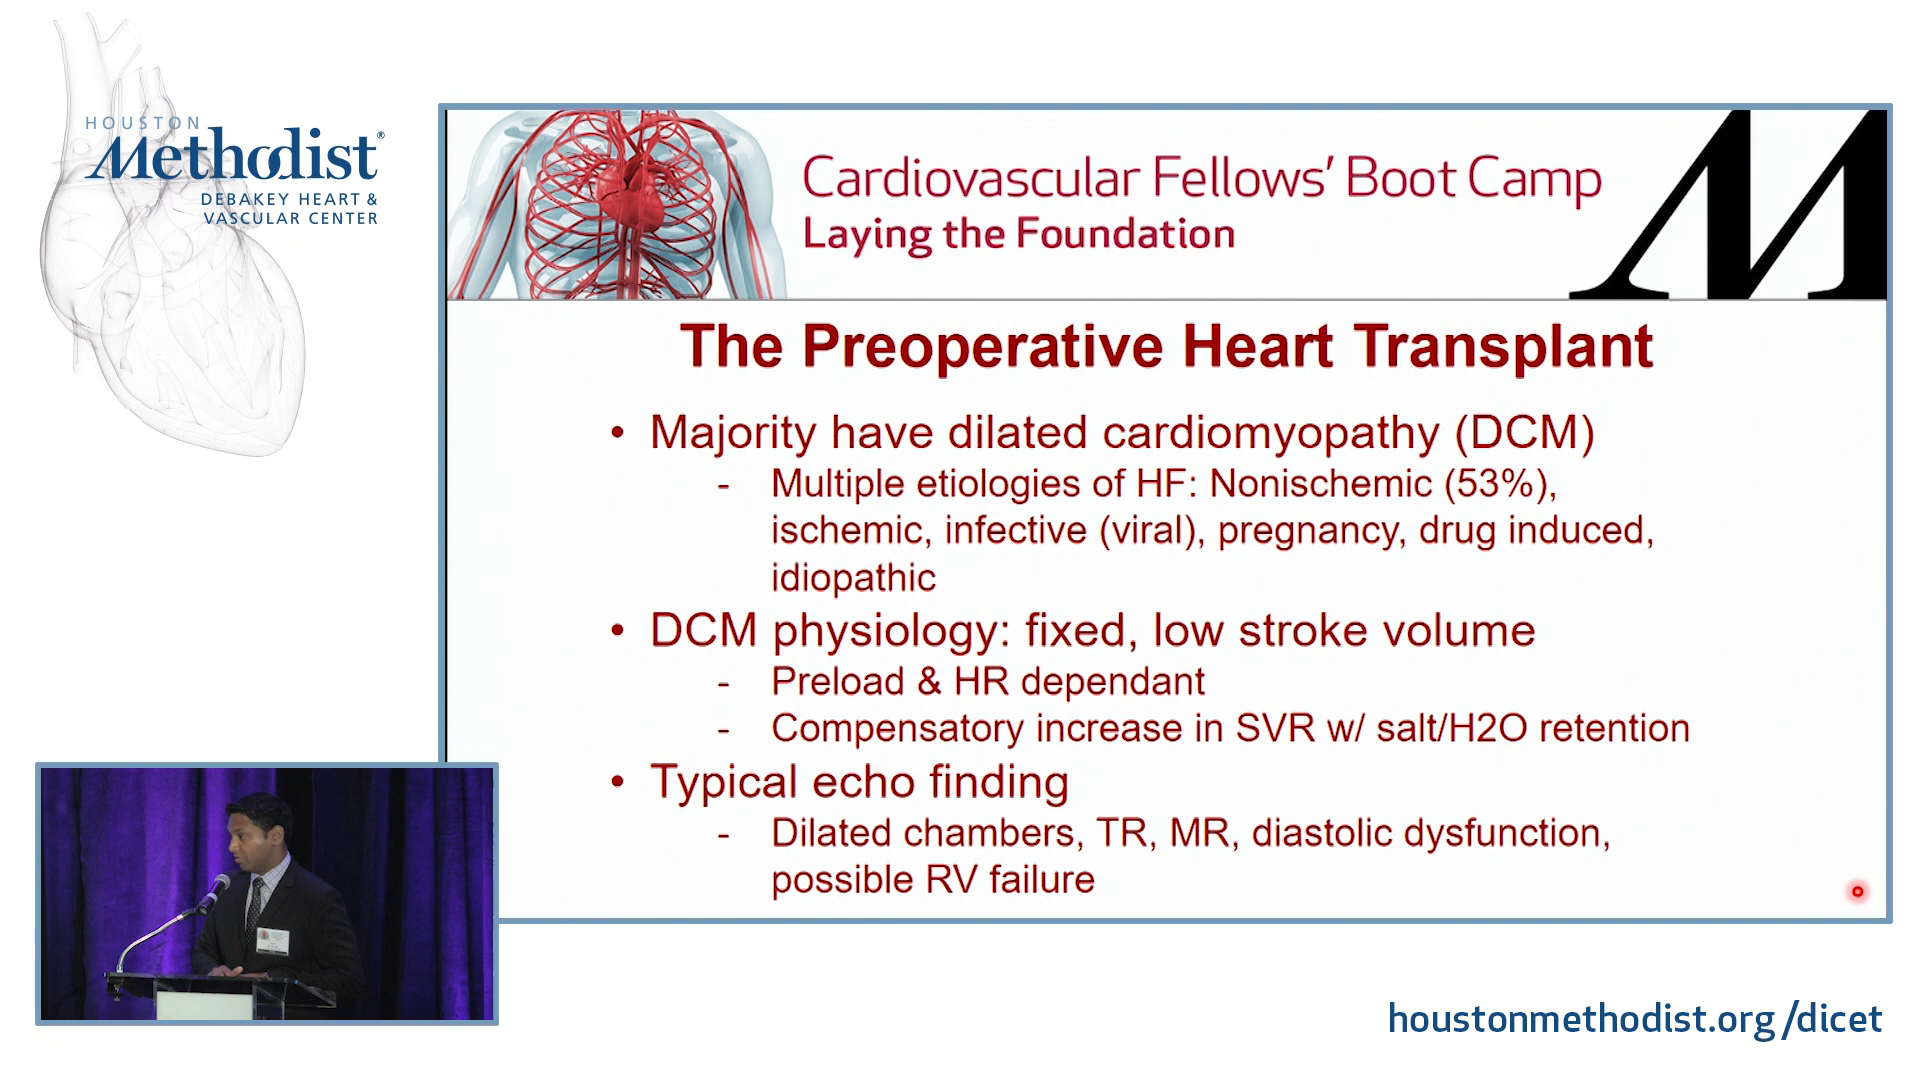 HOUSTON
Methodist®
DEBAKEY HEART &
VASCULAR CENTER
Cardiovascular Fellows' Boot Camp
Laying the Foundation
M
The Preoperative Heart Transplant
• Majority have dilated cardiomyopathy (DCM)
- Multiple etiologies of HF: Nonischemic (53%),
ischemic, infective (viral), pregnancy, drug induced,
idiopathic
• DCM physiology: fixed, low stroke volume
- Preload & HR dependant
- Compensatory increase in SVR w/ salt/H2O retention
• Typical echo finding
- Dilated chambers, TR, MR, diastolic dysfunction,
possible RV failure
houstonmethodist.org/dicet